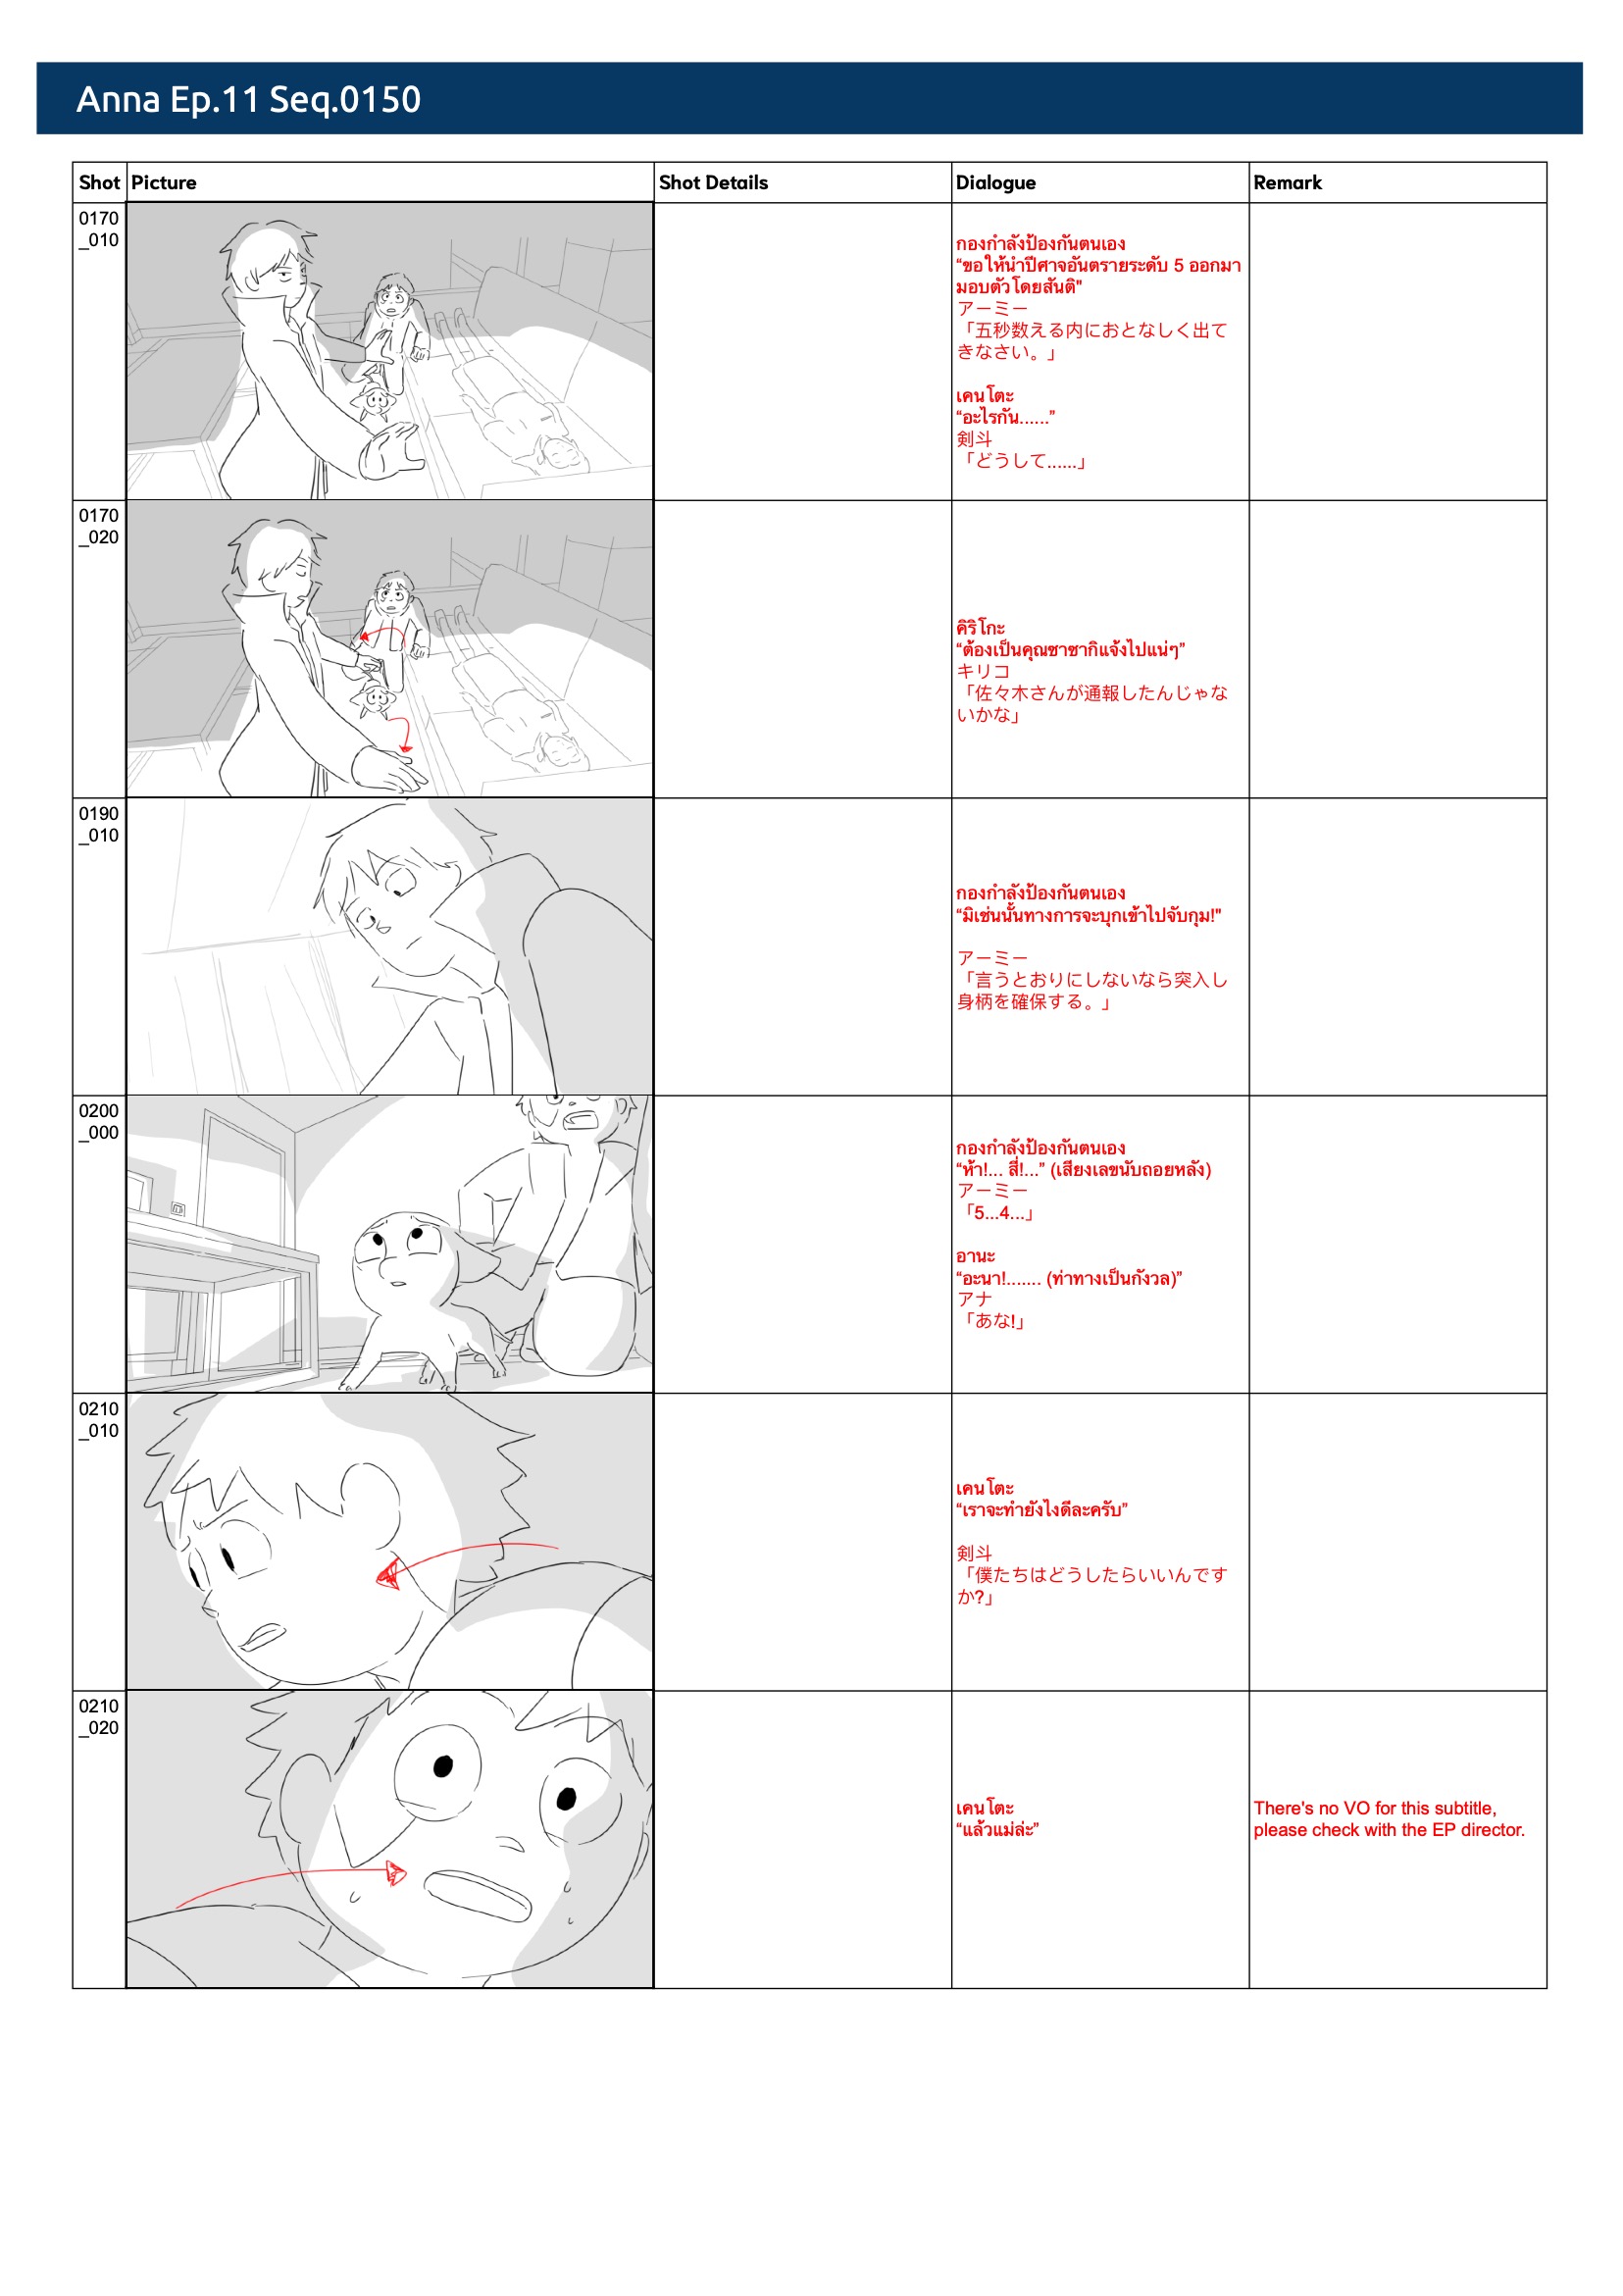 Anna Ep.11 Seq.0150
Shot Picture Shot Details Dialogue Remark
0170
_010
กองกำลังป้องกันตนเอง
“ขอให้นำปีศาจอันตรายระดับ 5 ออกมา
มอบตัวโดยสันติ"
アーミー
「五秒数える内におとなしく出て
きなさい。」
เคนโตะ
“อะไรกัน......”
剣斗
「どうして......」
0170
_020
คิริโกะ
“ต้องเป็นคุณซาซากิแจ้งไปแน่ๆ”
キリコ
「佐々木さんが通報したんじゃな
いかな」
0190
_010
กองกำลังป้องกันตนเอง
“มิเช่นนั้นทางการจะบุกเข้าไปจับกุม!"
アーミー
「言うとおりにしないなら突入し
身柄を確保する。」
0200
_000
กองกำลังป้องกันตนเอง
“ห้า!... สี่!...” (เสียงเลขนับถอยหลัง)
アーミー
「5...4...」
อานะ
“อะนา!....... (ท่าทางเป็นกังวล)”
アナ
「あな!」
0210
_010
เคนโตะ
“เราจะทำยังไงดีละครับ”
剣斗
「僕たちはどうしたらいいんです
か?」
0210
_020
เคนโตะ
“แล้วแม่ล่ะ”
There's no VO for this subtitle,
please check with the EP director.